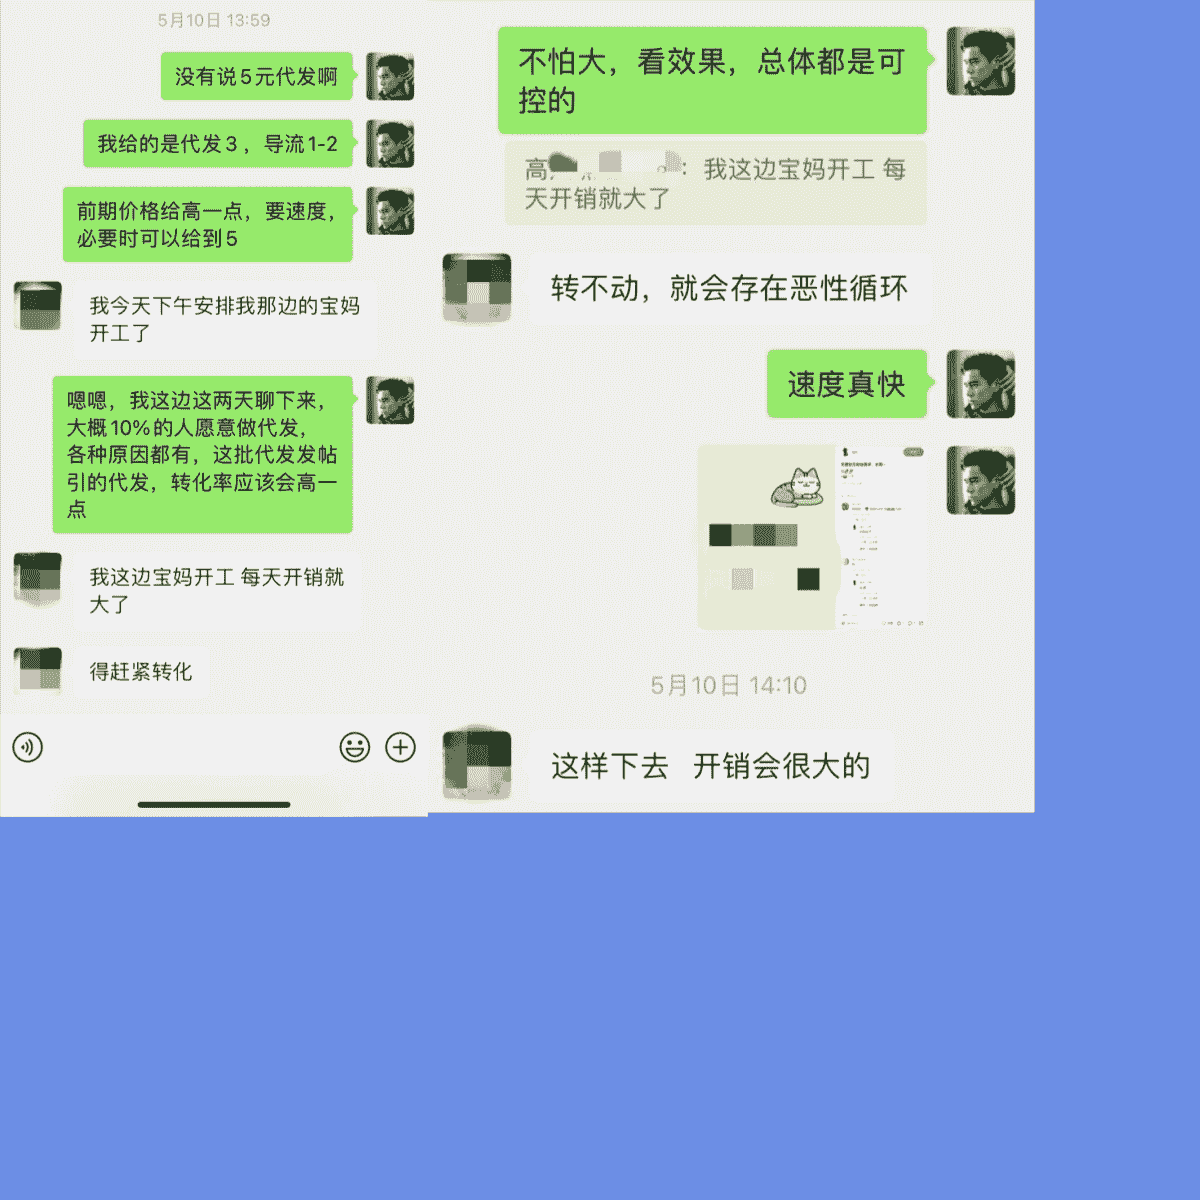 5月10日 13:59
没有说5元代发啊
我给的是代发3，导流1-2
前期价格给高一点，要速度，
必要时可以给到5
我今天下午安排我那边的宝妈
开工了
嗯嗯，我这边这两天聊下来，
大概10%的人愿意做代发，
各种原因都有，这批代发发帖
引的代发，转化率应该会高一
点
我这边宝妈开工 每天开销就
大了
得赶紧转化
不怕大，看效果，总体都是可
控的
高
：我这边宝妈开工 每
天开销就大了
转不动，就会存在恶性循环
速度真快
5月10日 14:10
这样下去 开销会很大的